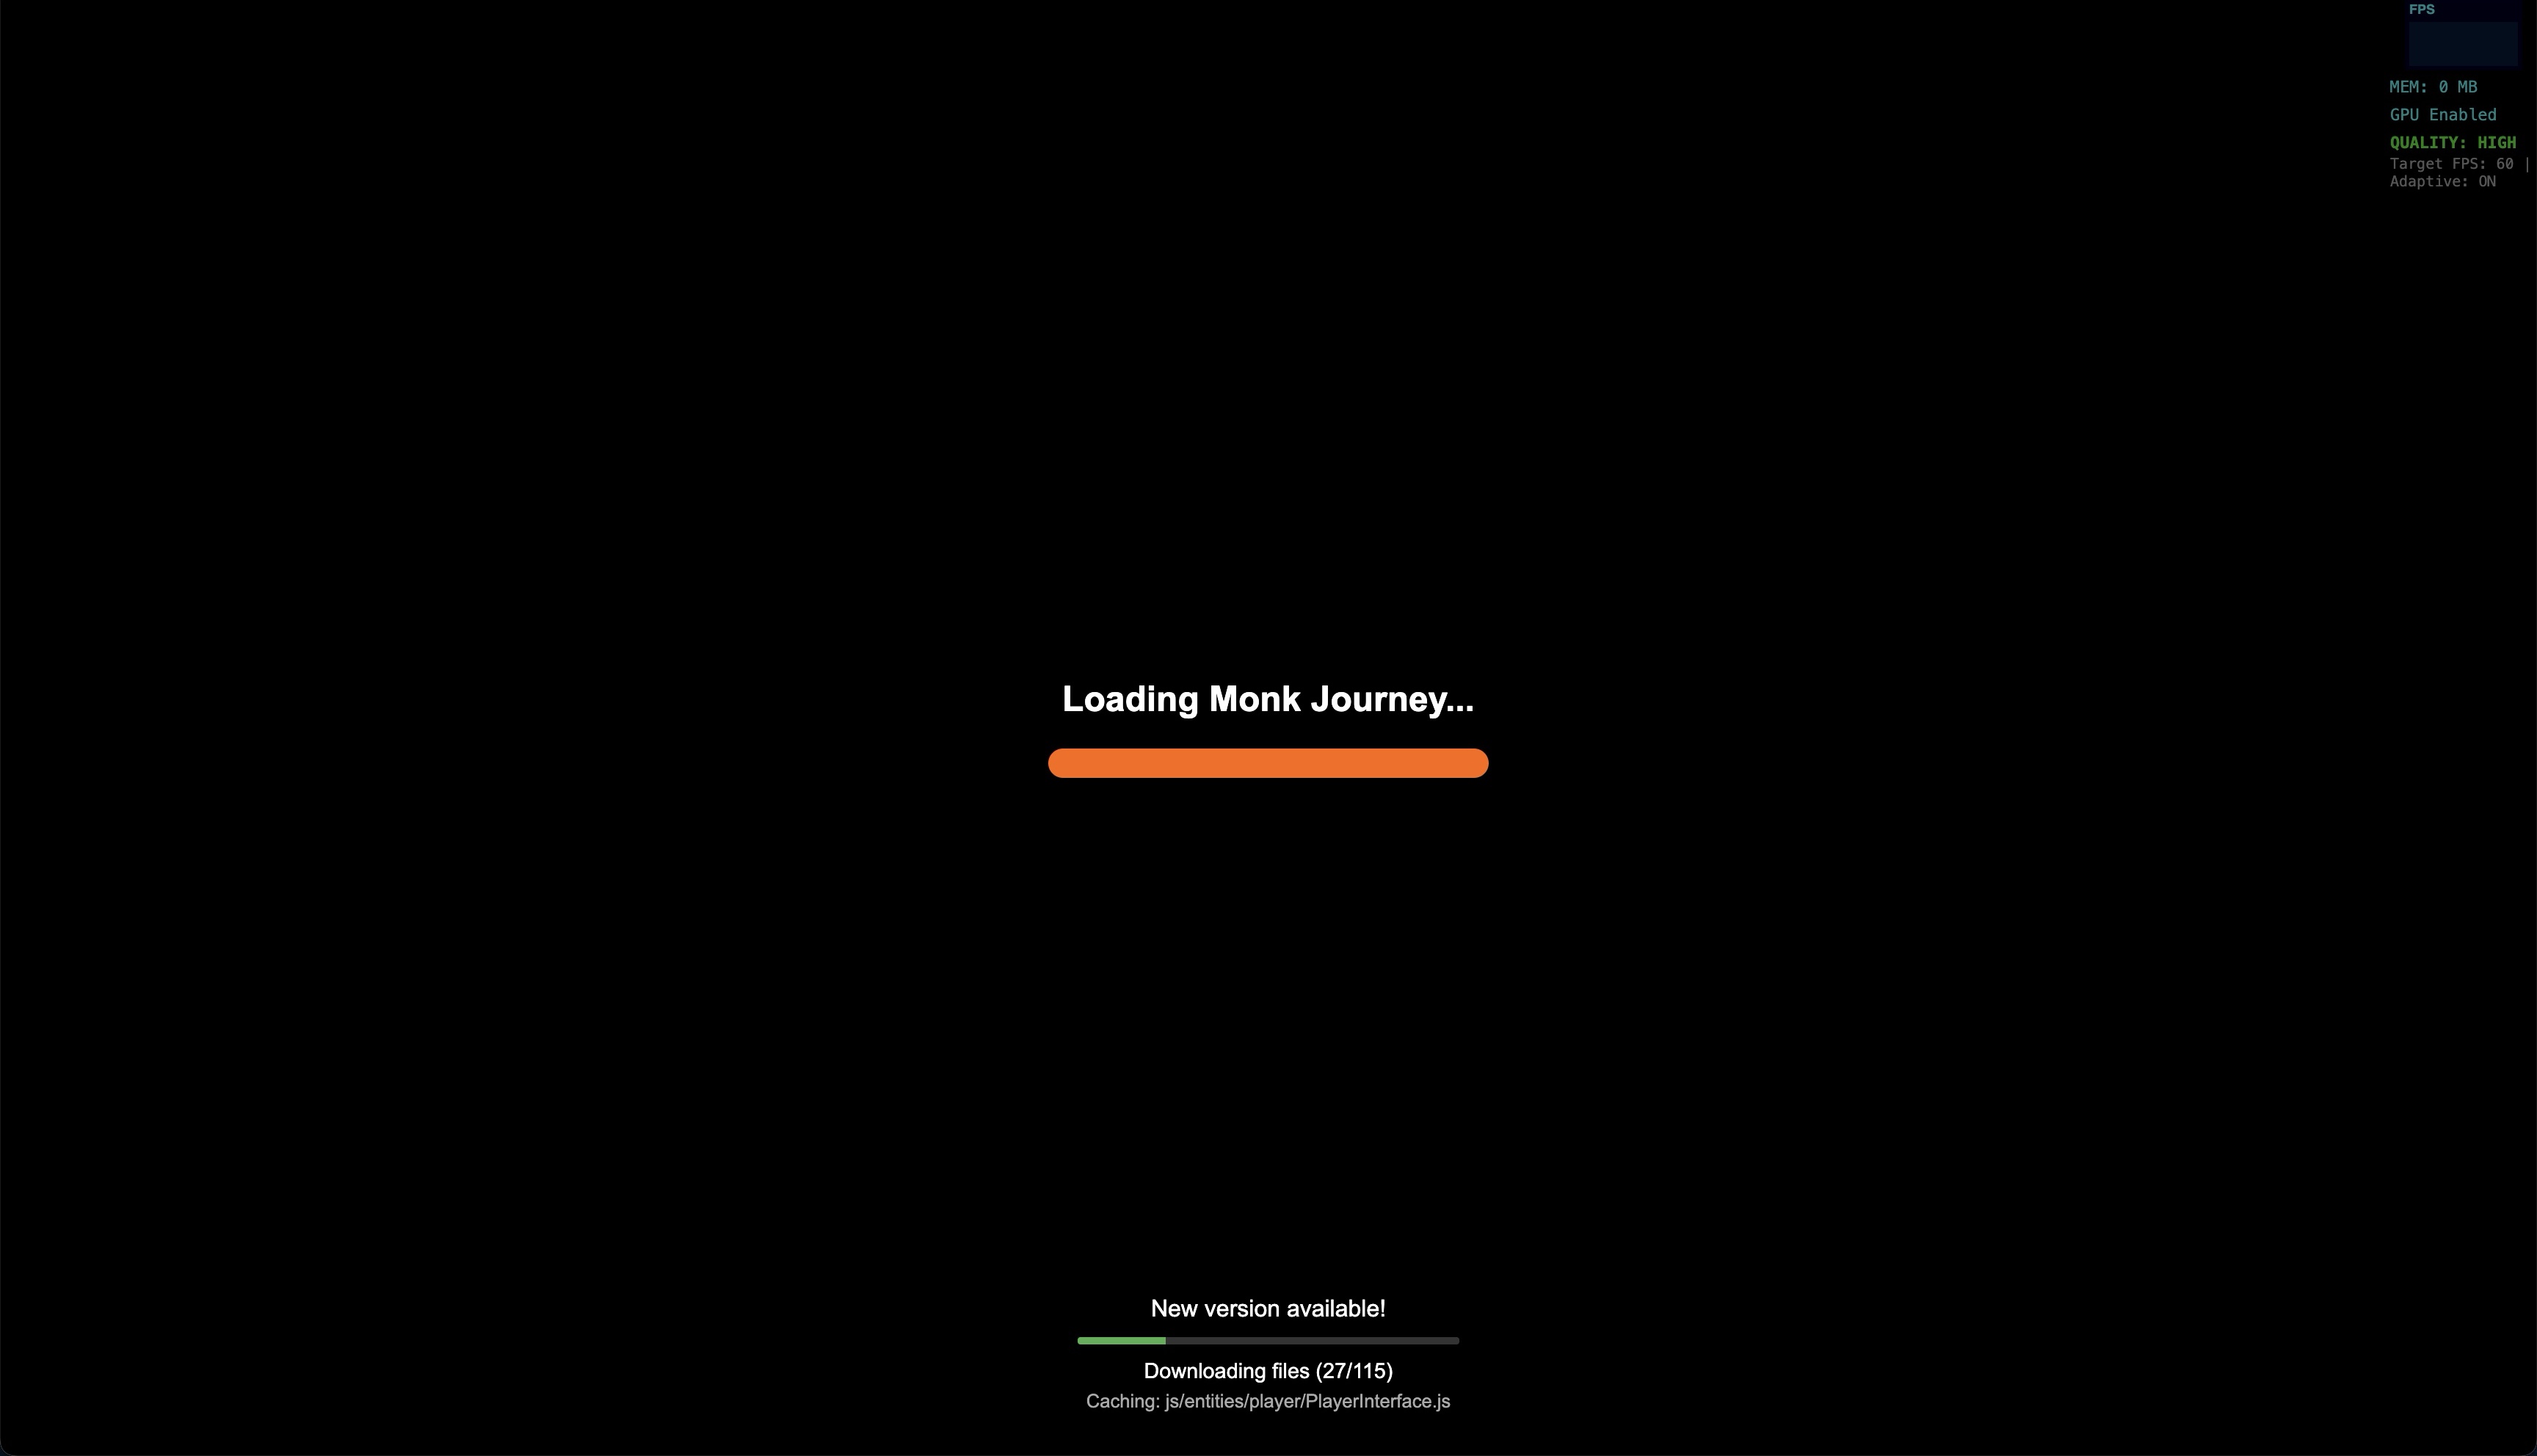 FPS
MEM: 0 MB
GPU Enabled
QUALITY: HIGH
Target FPS: 60 |
Adaptive: ON
Loading Monk Journey...
New version available!
Downloading files (27/115)
Caching: js/entities/player/PlayerInterface.js